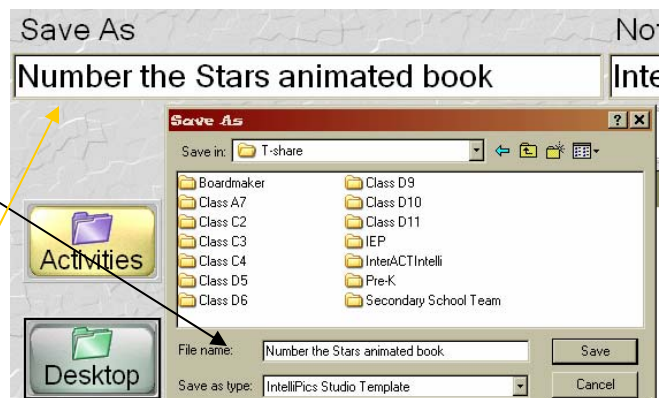 Save As
Not
Number the Stars animated book
Inte
Save As
Save in: T-share
Boardmaker
Class A7
Class C2
Class C3
Class C4
Class D5
Class D6
Class D9
Class D10
Class D11
IEP
InterACTIntelli
Pre-K
Secondary School Team
Activities
Desktop
File name: Number the Stars animated book
Save
Save as type: IntelliPics Studio Template
Cancel